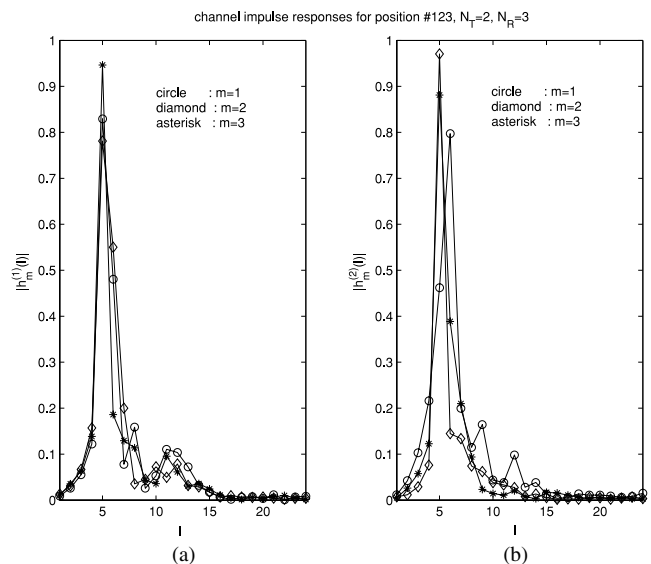 channel impulse responses for position #123, N_T=2, N_R=3
1
0.9
0.8
0.7
0.6
0.5
0.4
0.3
0.2
0.1
0
|h_m^(1)(l)|
circle : m=1
diamond : m=2
asterisk : m=3
5 10 15 20
l
(a)
1
0.9
0.8
0.7
0.6
0.5
0.4
0.3
0.2
0.1
0
|h_m^(2)(l)|
circle : m=1
diamond : m=2
asterisk : m=3
5 10 15 20
l
(b)